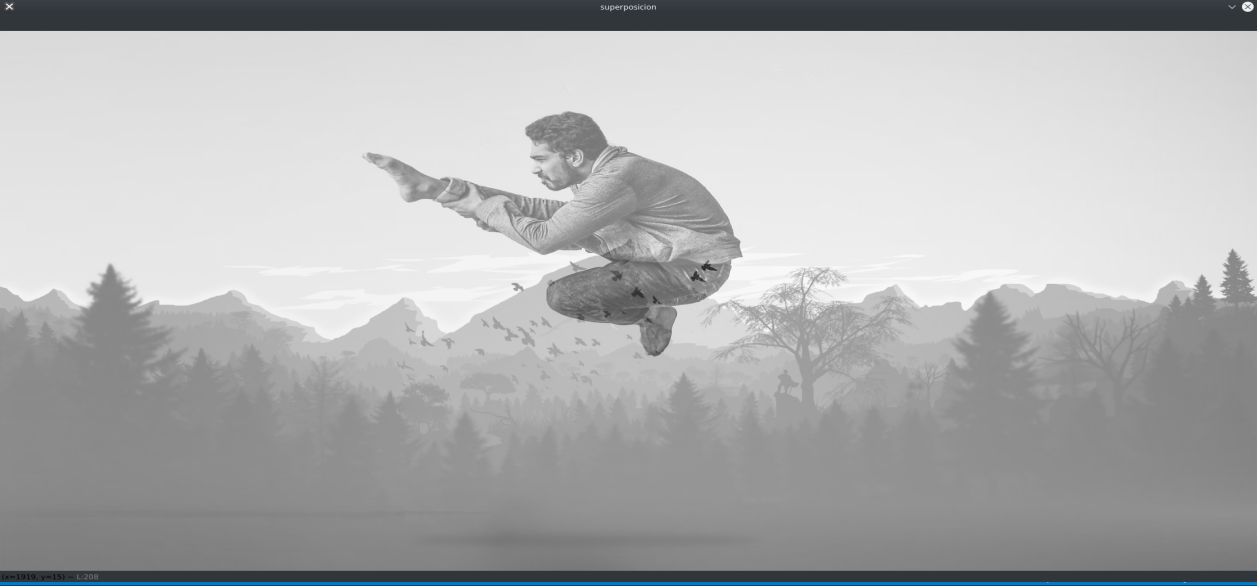 superposicion
(x=1919, y=15) ~ L:208